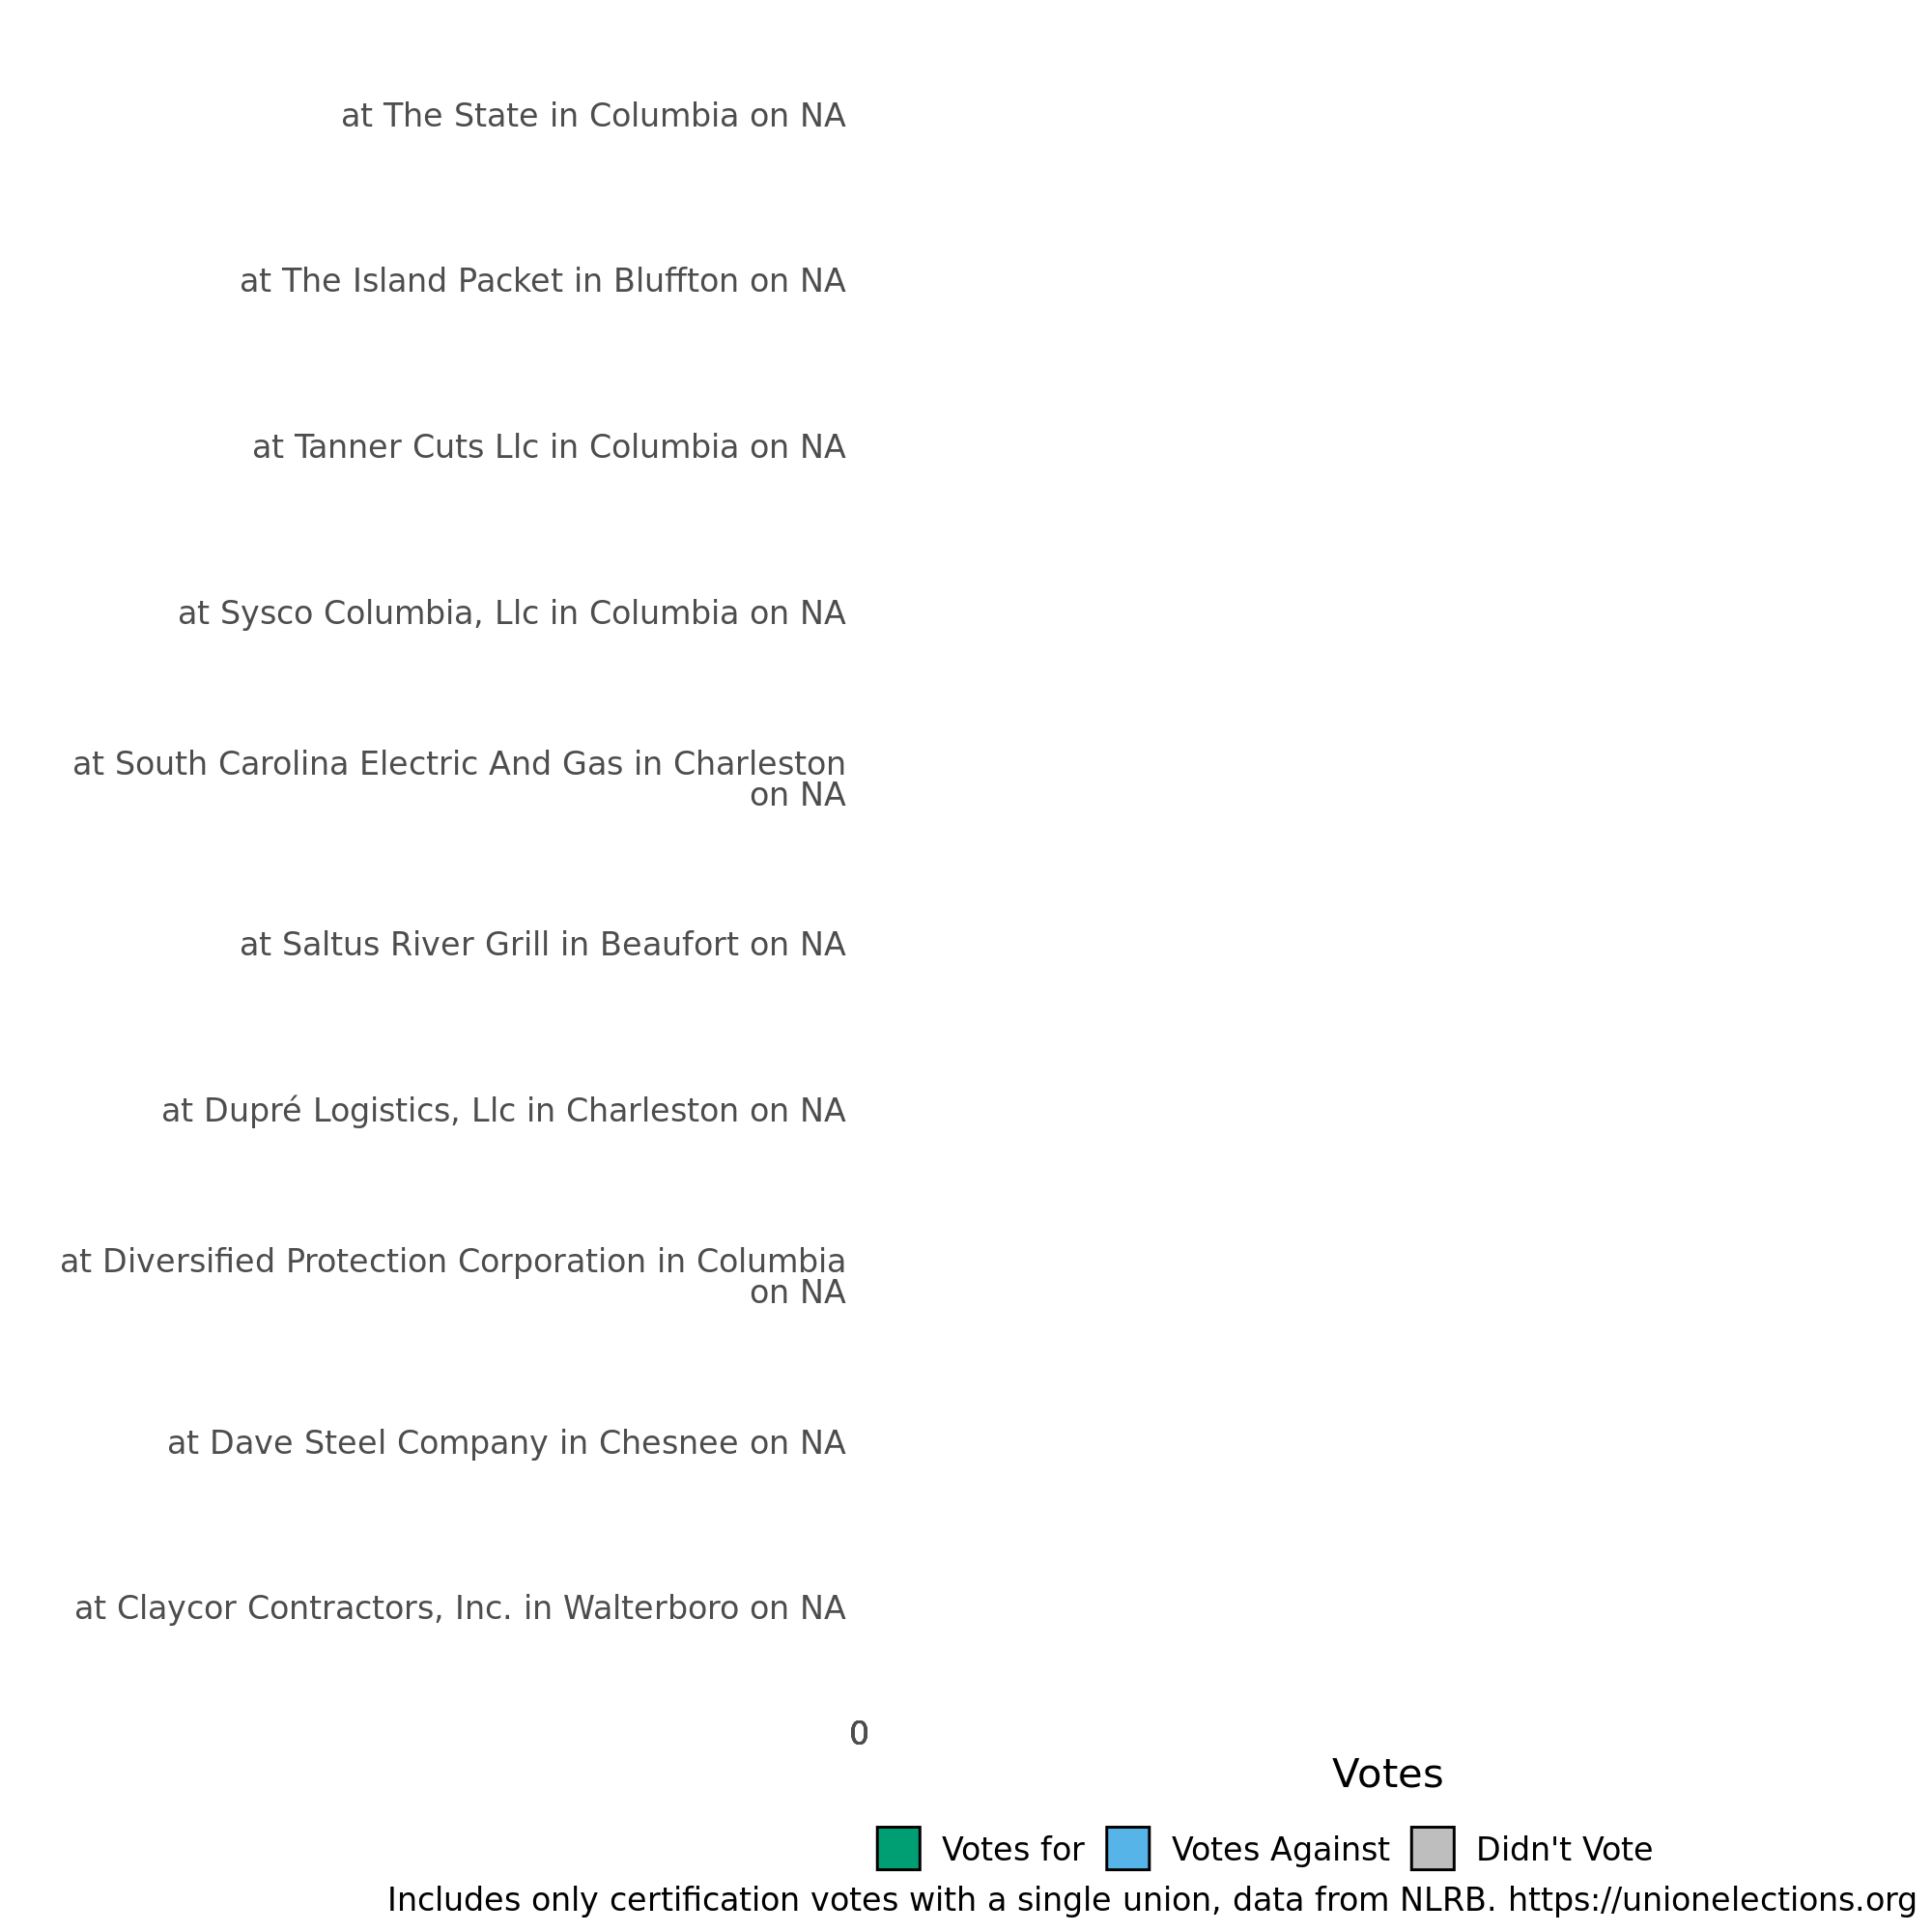 at The State in Columbia on NA
at The Island Packet in Bluffton on NA
at Tanner Cuts Llc in Columbia on NA
at Sysco Columbia, Llc in Columbia on NA
at South Carolina Electric And Gas in Charleston
on NA
at Saltus River Grill in Beaufort on NA
at Dupré Logistics, Llc in Charleston on NA
at Diversified Protection Corporation in Columbia
on NA
at Dave Steel Company in Chesnee on NA
at Claycor Contractors, Inc. in Walterboro on NA
0
Votes
Votes for Votes Against Didn't Vote
Includes only certification votes with a single union, data from NLRB. https://unionelections.org